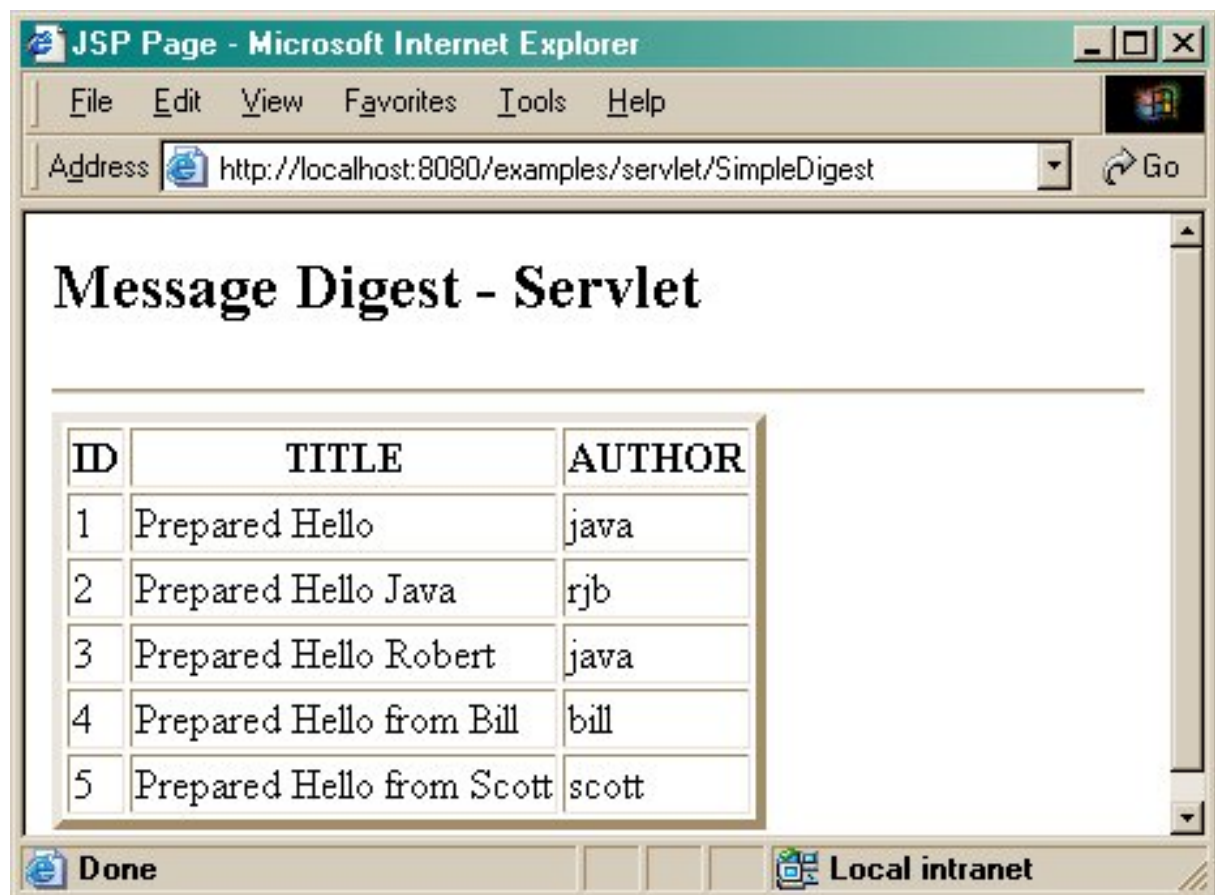 JSP Page - Microsoft Internet Explorer
File Edit View Favorites Tools Help
Address http://localhost:8080/examples/servlet/SimpleDigest Go
Message Digest - Servlet
ID TITLE AUTHOR
1 Prepared Hello java
2 Prepared Hello Java rjb
3 Prepared Hello Robert java
4 Prepared Hello from Bill bill
5 Prepared Hello from Scott scott
Done Local intranet